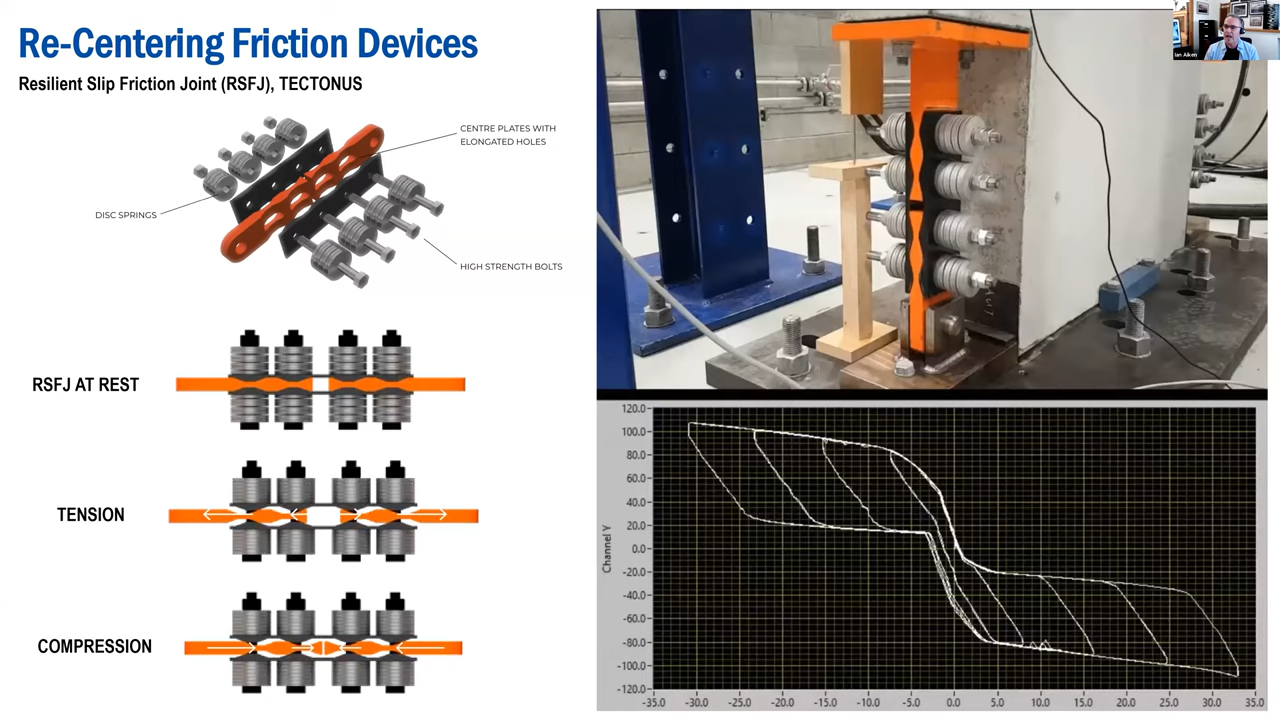 Re-Centering Friction Devices
Resilient Slip Friction Joint (RSFJ), TECTONUS
CENTRE PLATES WITH
ELONGATED HOLES
DISC SPRINGS
HIGH STRENGTH BOLTS
RSFJ AT REST
TENSION
COMPRESSION
Ian Aiken
120.0
100.0
80.0
60.0
40.0
20.0
0.0
-20.0
-40.0
-60.0
-80.0
-100.0
-120.0
Channel Y
-35.0 -30.0 -25.0 -20.0 -15.0 -10.0 -5.0 0.0 5.0 10.0 15.0 20.0 25.0 30.0 35.0